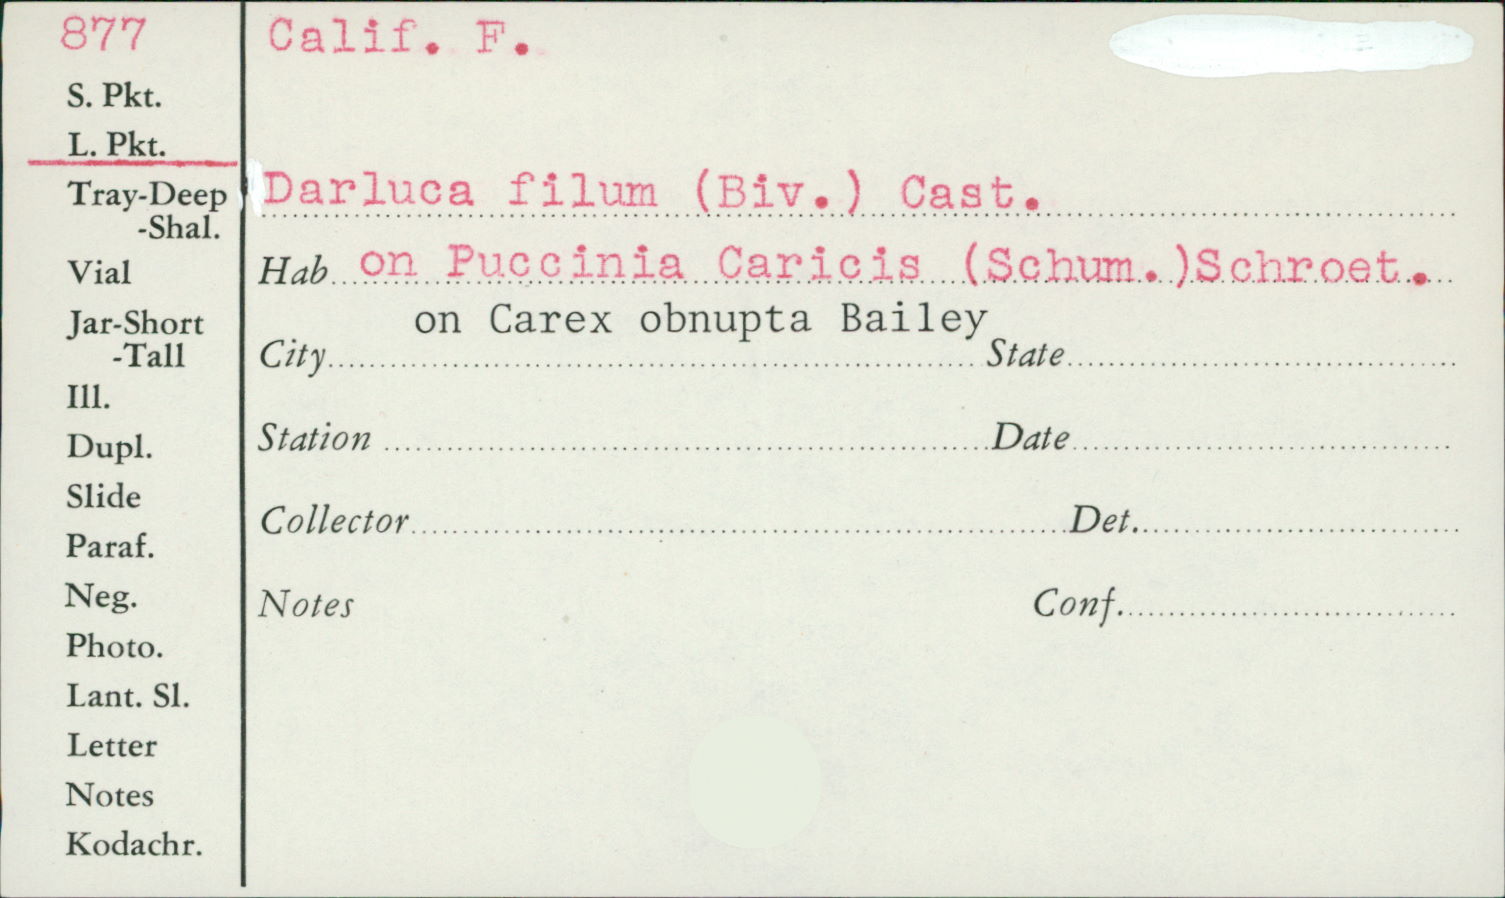 877
Calif. F.
S. Pkt.
L. Pkt.
Darluca filum (Biv.) Cast.
Tray-Deep
-Shal.
Hab on Puccinia Caricis (Schum.)Schroet.
Vial
on Carex obnupta Bailey
Jar-Short
-Tall
City State
Ill.
Dupl.
Station Date
Slide
Collector Det.
Paraf.
Neg.
Notes Conf.
Photo.
Lant. Sl.
Letter
Notes
Kodachr.